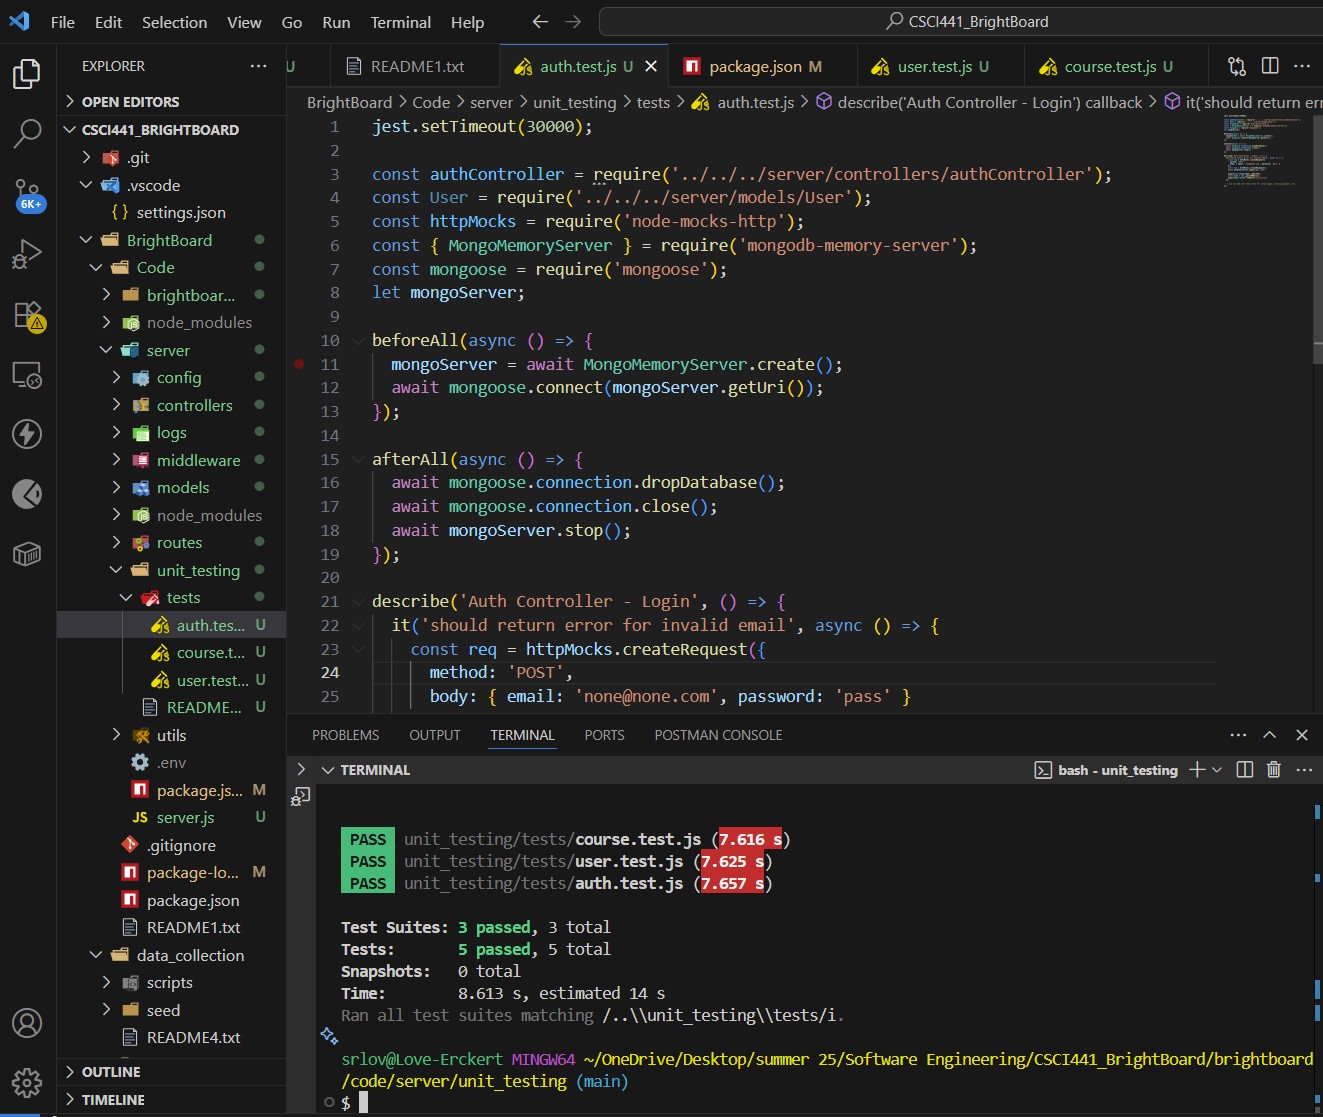 File Edit Selection View Go Run Terminal Help
CSCI441_BrightBoard
EXPLORER
U
README1.txt
auth.test.js U
package.json M
user.test.js U
course.test.js U
BrightBoard > Code > server > unit_testing > tests > auth.test.js > describe('Auth Controller - Login') callback > it('should return err
OPEN EDITORS
CSCI441_BRIGHTBOARD
.git
.vscode
settings.json
BrightBoard
Code
brightboar...
node_modules
server
config
controllers
logs
middleware
models
node_modules
routes
unit_testing
tests
auth.tes... U
course.t... U
user.test... U
README... U
utils
.env
package.js... M
server.js U
.gitignore
package-lo... M
package.json
README1.txt
data_collection
scripts
seed
README4.txt
OUTLINE
TIMELINE
6K+
1 jest.setTimeout(30000);
2
3 const authController = require('../../../server/controllers/authController');
4 const User = require('../../../server/models/User');
5 const httpMocks = require('node-mocks-http');
6 const { MongoMemoryServer } = require('mongodb-memory-server');
7 const mongoose = require('mongoose');
8 let mongoServer;
9
10 beforeAll(async () => {
11 mongoServer = await MongoMemoryServer.create();
12 await mongoose.connect(mongoServer.getUri());
13 });
14
15 afterAll(async () => {
16 await mongoose.connection.dropDatabase();
17 await mongoose.connection.close();
18 await mongoServer.stop();
19 });
20
21 describe('Auth Controller - Login', () => {
22 it('should return error for invalid email', async () => {
23 const req = httpMocks.createRequest({
24 method: 'POST',
25 body: { email: 'none@none.com', password: 'pass' }
PROBLEMS OUTPUT TERMINAL PORTS POSTMAN CONSOLE
TERMINAL
bash - unit_testing
PASS unit_testing/tests/course.test.js (7.616 s)
PASS unit_testing/tests/user.test.js (7.625 s)
PASS unit_testing/tests/auth.test.js (7.657 s)
Test Suites: 3 passed, 3 total
Tests: 5 passed, 5 total
Snapshots: 0 total
Time: 8.613 s, estimated 14 s
Ran all test suites matching /..\\unit_testing\\tests/i.
srlov@Love-Erckert MINGW64 ~/OneDrive/Desktop/summer 25/Software Engineering/CSCI441_BrightBoard/brightboard
/code/server/unit_testing (main)
$